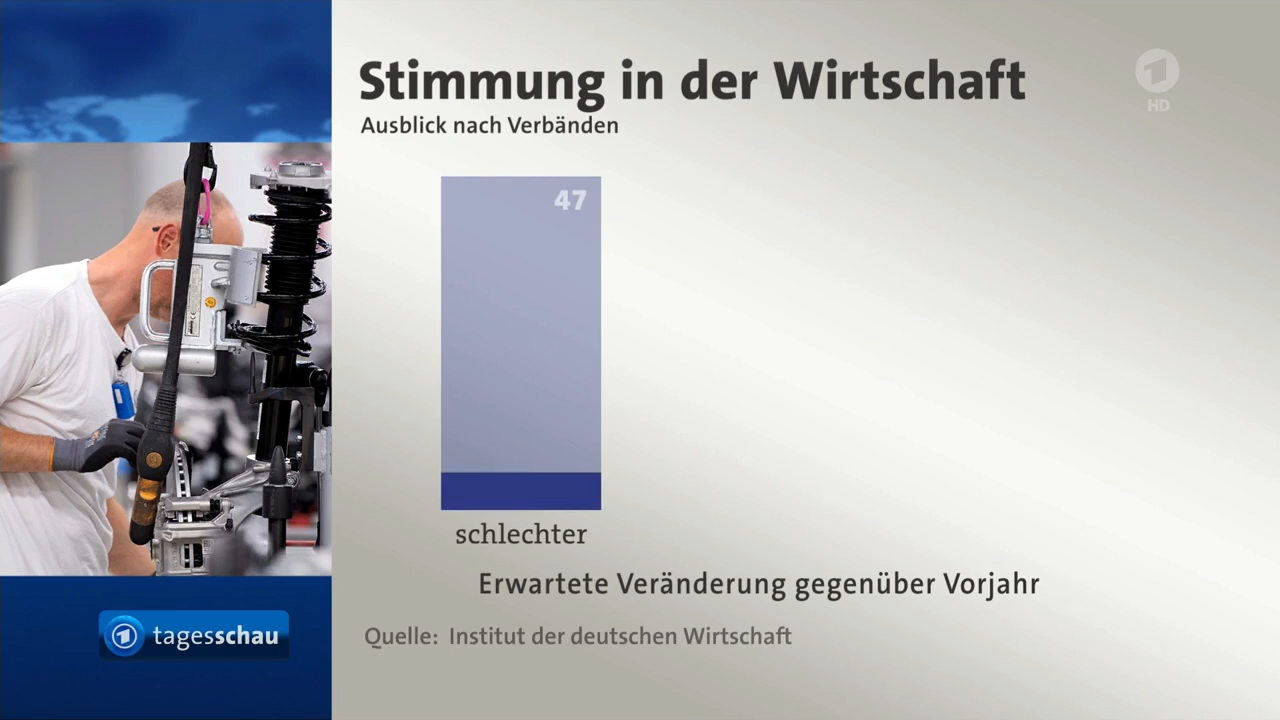 Stimmung in der Wirtschaft
Ausblick nach Verbänden
HD
47
schlechter
Erwartete Veränderung gegenüber Vorjahr
Quelle: Institut der deutschen Wirtschaft
tagesschau